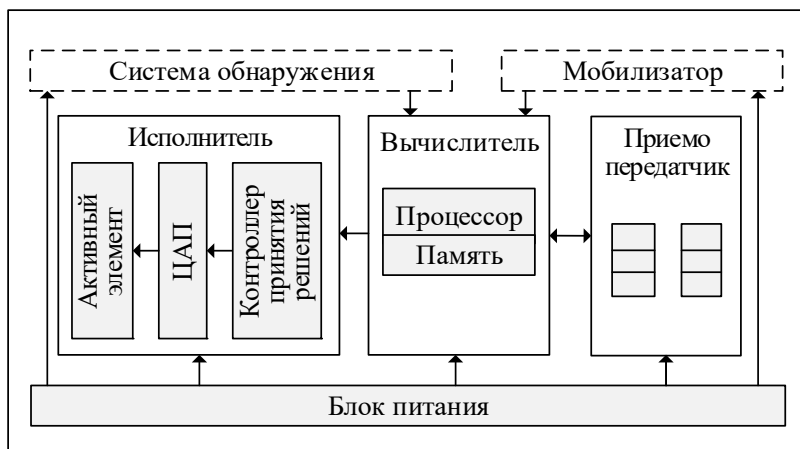 Система обнаружения
Мобилизатор
Исполнитель
Активный
элемент
ЦАП
Контроллер
принятия
решений
Вычислитель
Процессор
Память
Приемо
передатчик
Блок питания